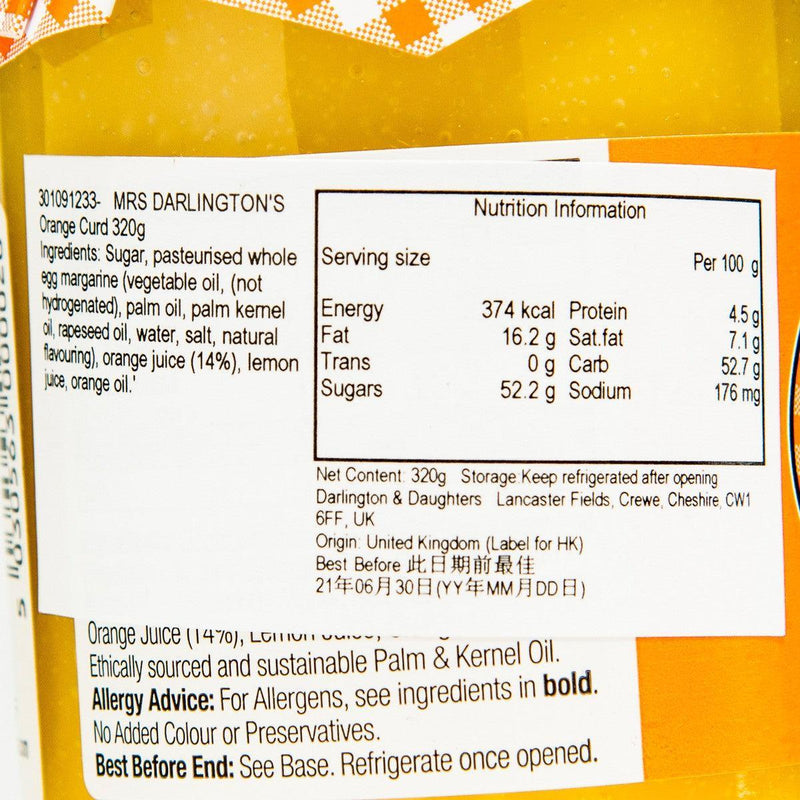 301091233- MRS DARLINGTON'S
Orange Curd 320g
Ingredients: Sugar, pasteurised whole
egg margarine (vegetable oil, (not
hydrogenated), palm oil, palm kernel
oil, rapeseed oil, water, salt, natural
flavouring), orange juice (14%), lemon
juice, orange oil.'
Nutrition Information
Serving size Per 100 g
Energy 374 kcal Protein 4.5 g
Fat 16.2 g Sat.fat 7.1 g
Trans 0 g Carb 52.7 g
Sugars 52.2 g Sodium 176 mg
Net Content: 320g Storage:Keep refrigerated after opening
Darlington & Daughters Lancaster Fields, Crewe, Cheshire, CW1
6FF, UK
Origin: United Kingdom (Label for HK)
Best Before 此日期前最佳
21年06月30日(YY年MM月DD日)
Orange Juice (14%), Lemon Juice,
Ethically sourced and sustainable Palm & Kernel Oil.
Allergy Advice: For Allergens, see ingredients in bold.
No Added Colour or Preservatives.
Best Before End: See Base. Refrigerate once opened.